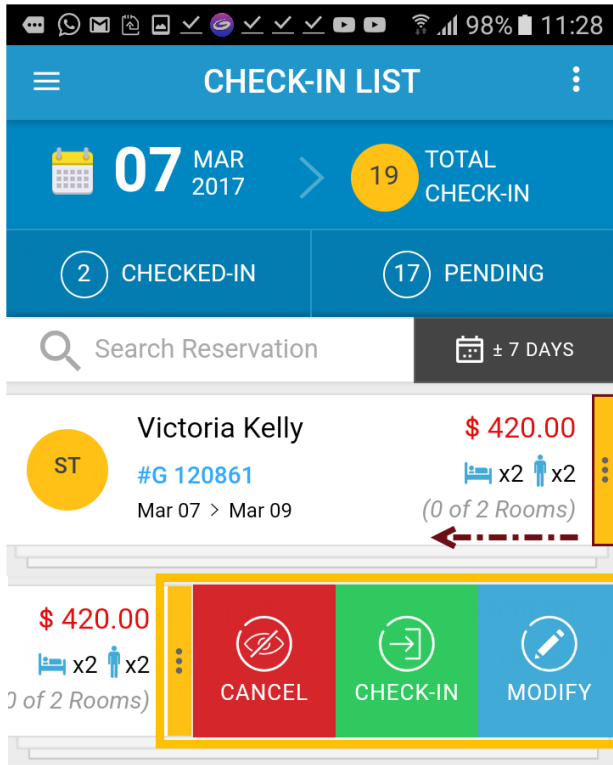 98% 11:28
CHECK-IN LIST
07 MAR 2017
19 TOTAL CHECK-IN
2 CHECKED-IN
17 PENDING
Search Reservation
± 7 DAYS
ST
Victoria Kelly
$ 420.00
#G 120861
x2 x2
Mar 07 > Mar 09
(0 of 2 Rooms)
$ 420.00
x2 x2
0 of 2 Rooms)
CANCEL
CHECK-IN
MODIFY